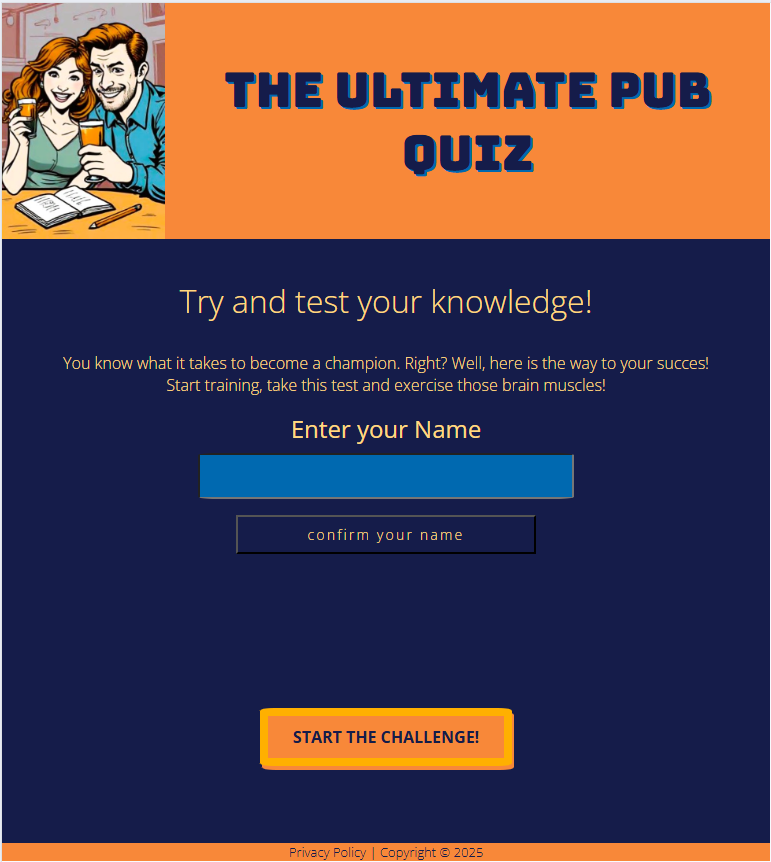 THE ULTIMATE PUB
QUIZ
Try and test your knowledge!
You know what it takes to become a champion. Right? Well, here is the way to your succes!
Start training, take this test and exercise those brain muscles!
Enter your Name
confirm your name
START THE CHALLENGE!
Privacy Policy | Copyright © 2025